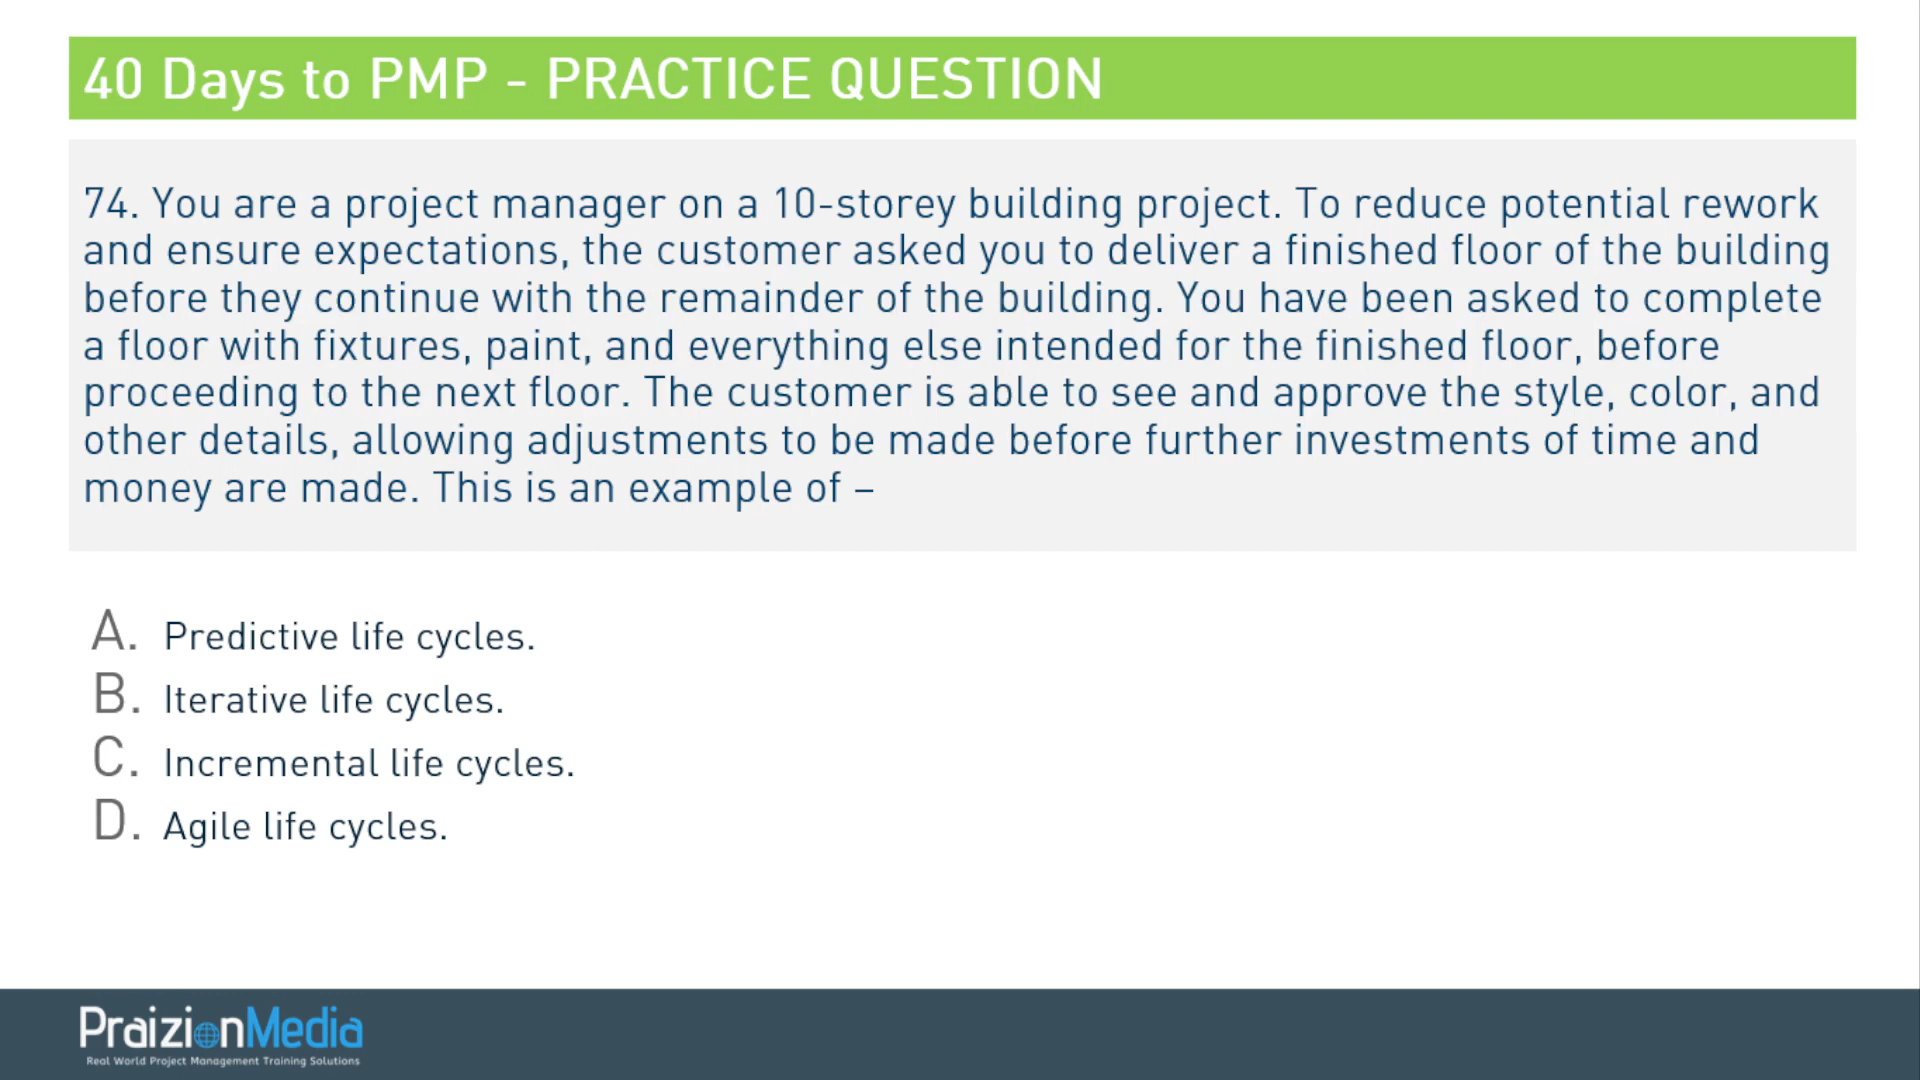 40 Days to PMP - PRACTICE QUESTION
74. You are a project manager on a 10-storey building project. To reduce potential rework
and ensure expectations, the customer asked you to deliver a finished floor of the building
before they continue with the remainder of the building. You have been asked to complete
a floor with fixtures, paint, and everything else intended for the finished floor, before
proceeding to the next floor. The customer is able to see and approve the style, color, and
other details, allowing adjustments to be made before further investments of time and
money are made. This is an example of –
A. Predictive life cycles.
B. Iterative life cycles.
C. Incremental life cycles.
D. Agile life cycles.
PraizionMedia
Real World Project Management Training Solutions